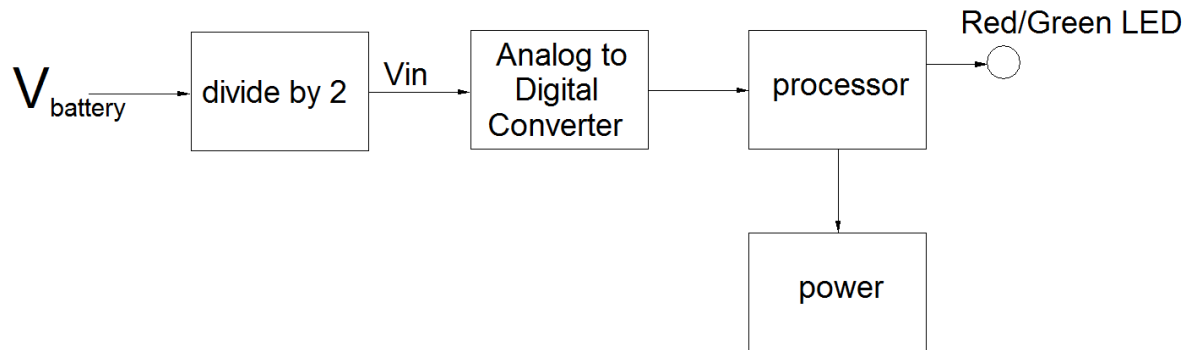 Red/Green LED
V battery
divide by 2
Vin
Analog to
Digital
Converter
processor
power